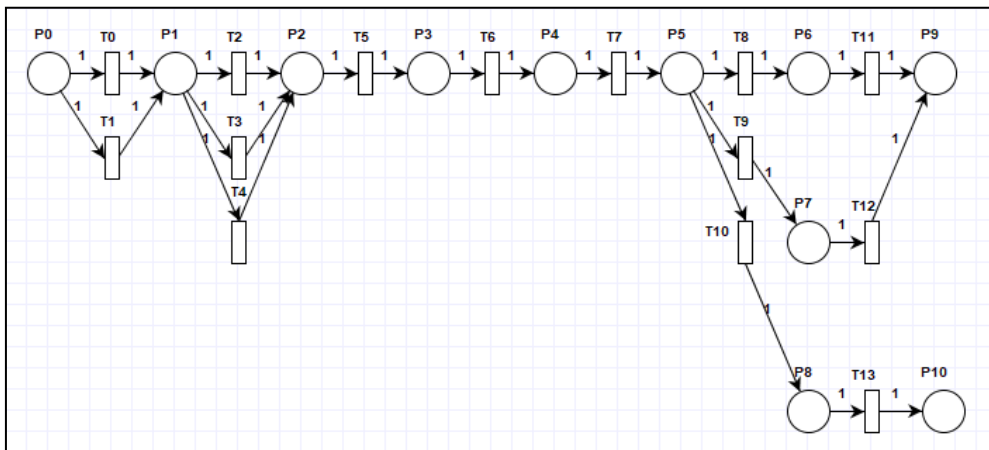 P0 T0 P1 T2 P2 T5 P3 T6 P4 T7 P5 T8 P6 T11 P9
1 1 1 1 1 1 1 1 1 1 1 1 1 1
1 T1 1 1 T3 1 1 T9 1
1 1 1 1
T4 1 P7 T12
T10 1
1
P8 T13 P10
1 1